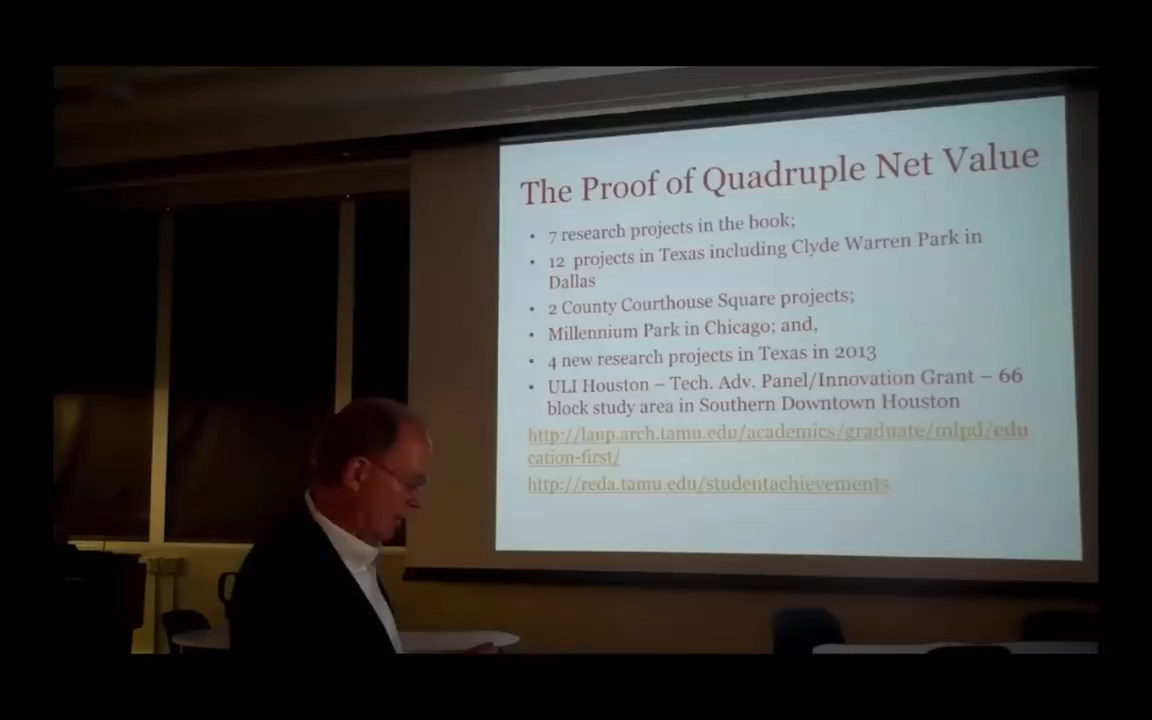 The Proof of Quadruple Net Value
• 7 research projects in the book;
• 12 projects in Texas including Clyde Warren Park in
Dallas
• 2 County Courthouse Square projects;
• Millennium Park in Chicago; and,
• 4 new research projects in Texas in 2013
• ULI Houston – Tech. Adv. Panel/Innovation Grant – 66
block study area in Southern Downtown Houston
http://laup.arch.tamu.edu/academics/graduate/mlpd/edu
cation-first/
http://reda.tamu.edu/studentachievements